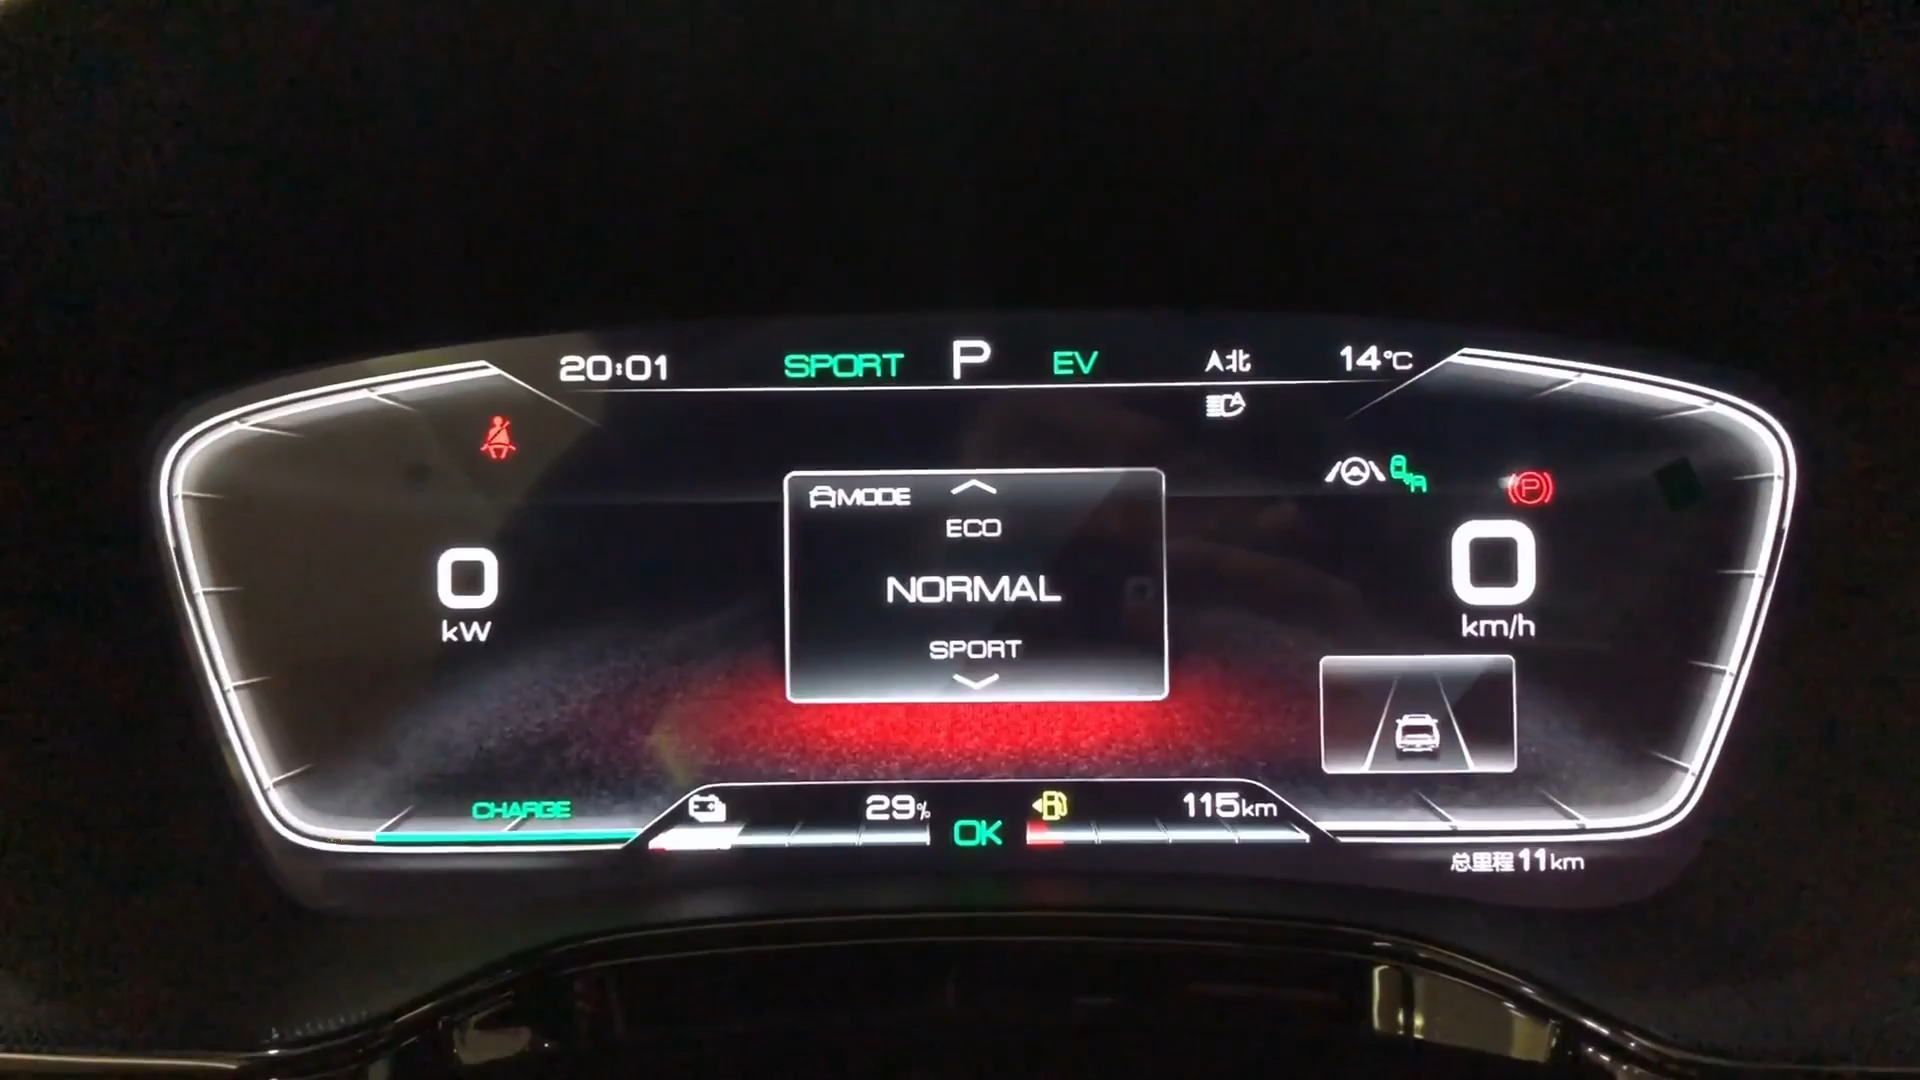 20:01 SPORT P EV 北 14°C
A
MODE
ECO
NORMAL
SPORT
0
kW
P
0
km/h
CHARGE
29%
OK
115km
总里程11km